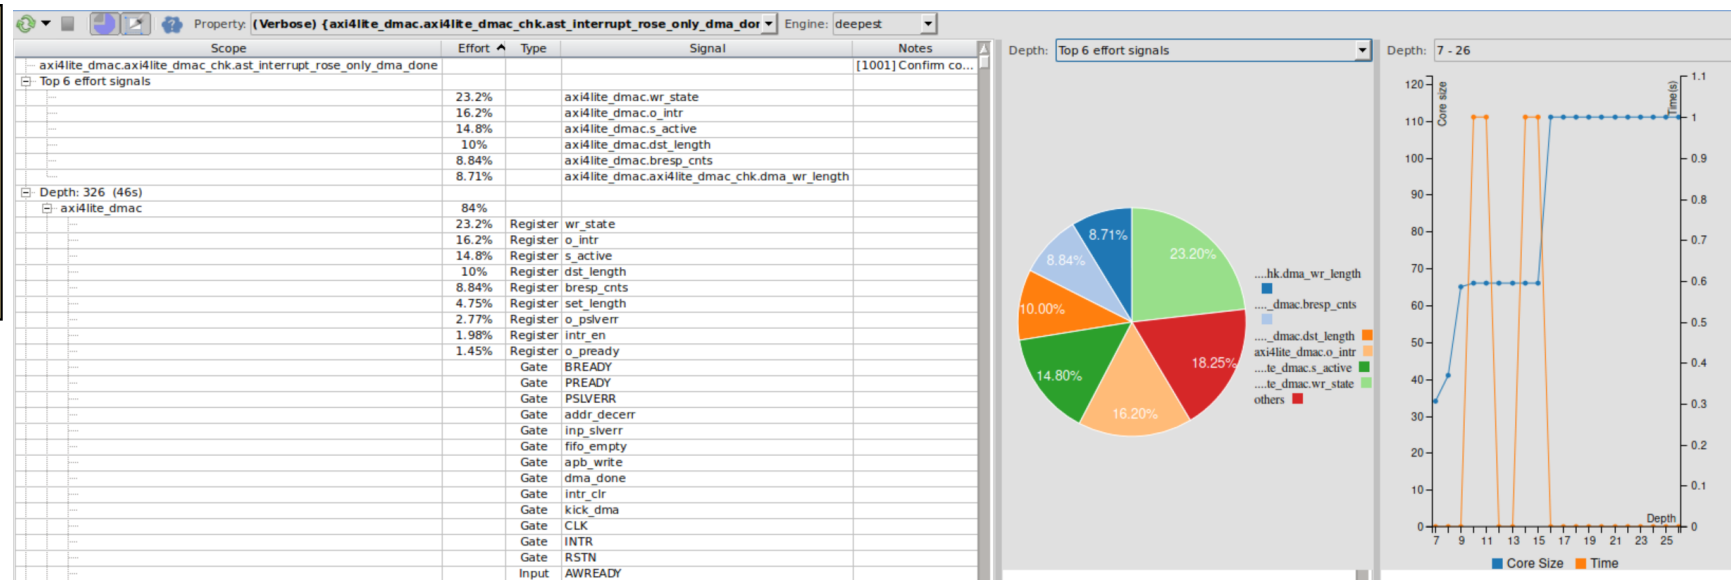 Property: (Verbose) {axi4lite_dmac.axi4lite_dmac_chk.ast_interrupt_rose_only_dma_dor Engine: deepest
Scope Effort Type Signal Notes
axi4lite_dmac.axi4lite_dmac_chk.ast_interrupt_rose_only_dma_done [1001] Confirm co...
Top 6 effort signals
23.2% axi4lite_dmac.wr_state
16.2% axi4lite_dmac.o_intr
14.8% axi4lite_dmac.s_active
10% axi4lite_dmac.dst_length
8.84% axi4lite_dmac.bresp_cnts
8.71% axi4lite_dmac.axi4lite_dmac_chk.dma_wr_length
Depth: 326 (46s)
axi4lite_dmac 84%
23.2% Register wr_state
16.2% Register o_intr
14.8% Register s_active
10% Register dst_length
8.84% Register bresp_cnts
4.75% Register set_length
2.77% Register o_pslverr
1.98% Register intr_en
1.45% Register o_pready
Gate BREADY
Gate PREADY
Gate PSLVERR
Gate addr_decerr
Gate inp_slverr
Gate fifo_empty
Gate apb_write
Gate dma_done
Gate intr_clr
Gate kick_dma
Gate CLK
Gate INTR
Gate RSTN
Input AWREADY
Depth: Top 6 effort signals
8.71%
23.20%
8.84%
10.00%
18.25%
14.80%
16.20%
....hk.dma_wr_length
...._dmac.bresp_cnts
...._dmac.dst_length
axi4lite_dmac.o_intr
....te_dmac.s_active
....te_dmac.wr_state
others
Depth: 7 - 26
Core size
Time(s)
120
110
100
90
80
70
60
50
40
30
20
10
0
1.1
1
0.9
0.8
0.7
0.6
0.5
0.4
0.3
0.2
0.1
0
Depth
7 9 11 13 15 17 19 21 23 25
Core Size Time